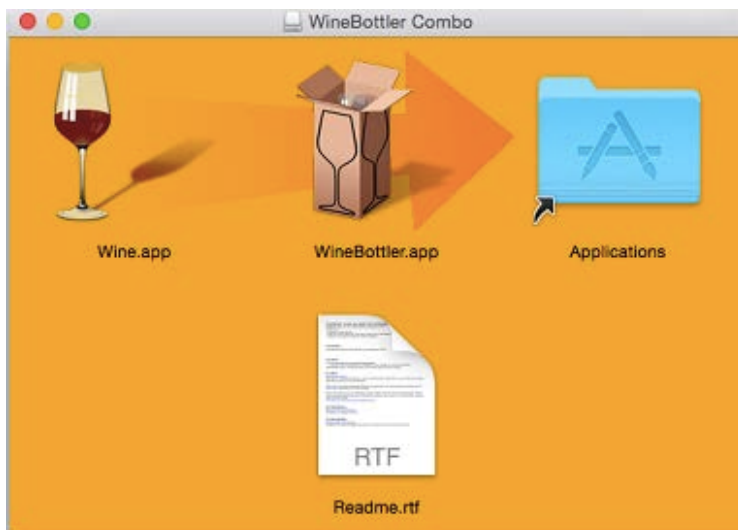 WineBottler Combo
Wine.app
WineBottler.app
Applications
RTF
Readme.rtf